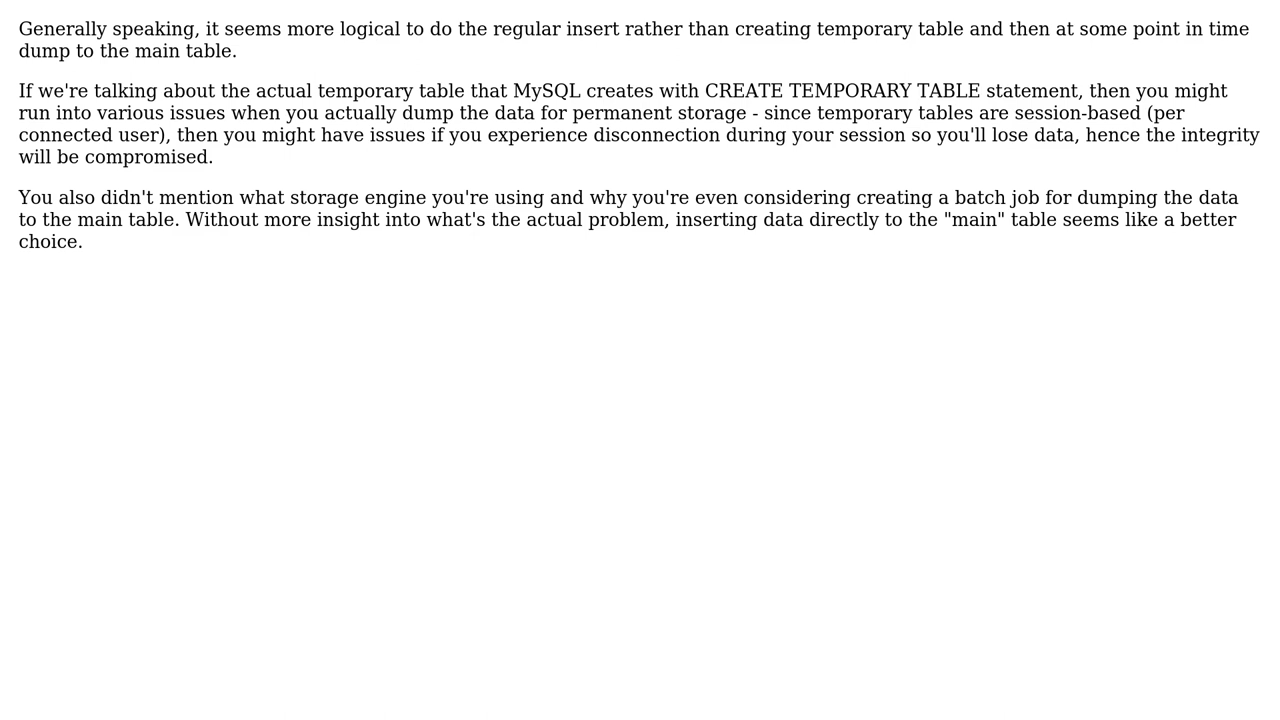 Generally speaking, it seems more logical to do the regular insert rather than creating temporary table and then at some point in time
dump to the main table.
If we're talking about the actual temporary table that MySQL creates with CREATE TEMPORARY TABLE statement, then you might
run into various issues when you actually dump the data for permanent storage - since temporary tables are session-based (per
connected user), then you might have issues if you experience disconnection during your session so you'll lose data, hence the integrity
will be compromised.
You also didn't mention what storage engine you're using and why you're even considering creating a batch job for dumping the data
to the main table. Without more insight into what's the actual problem, inserting data directly to the "main" table seems like a better
choice.